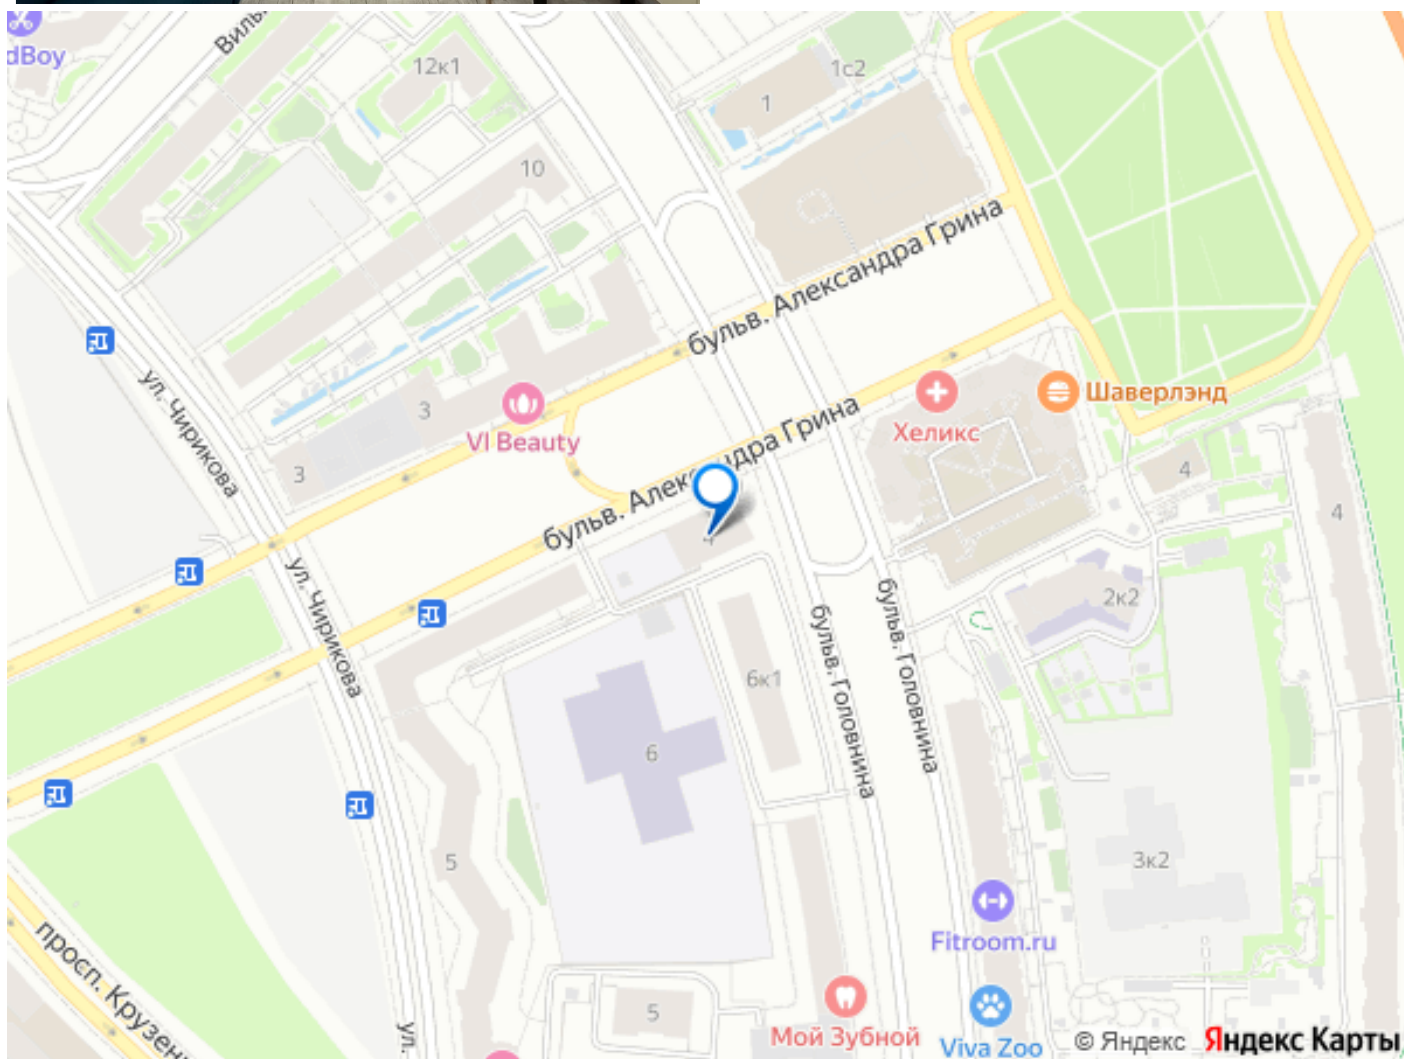 dBoy
12к1
1с2
1
10
бульв. Александра Грина
ул. Чирикова
3
VI Beauty
3
Хеликс
Шаверлэнд
бульв. Александра Грина
4
4
4
ул. Чирикова
2к2
бульв. Головнина
бульв. Головнина
6к1
6
5
3к2
Fitroom.ru
просп. Крузен
5
ул.
Мой Зубной
Viva Zoo
© Яндекс Яндекс Карты